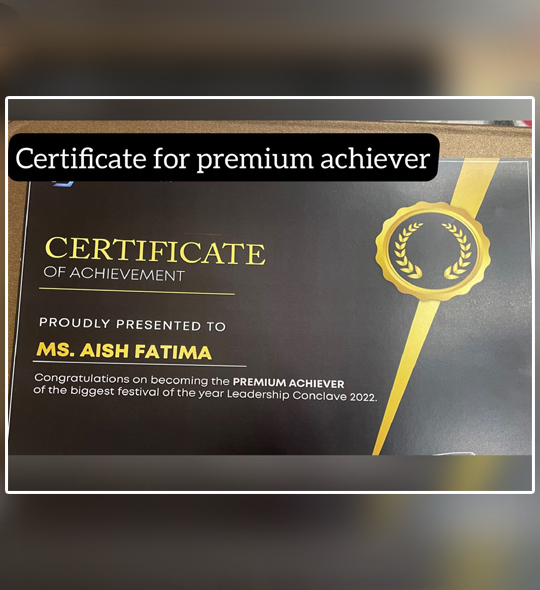 Certificate for premium achiever
CERTIFICATE
OF ACHIEVEMENT
PROUDLY PRESENTED TO
MS. AISH FATIMA
Congratulations on becoming the PREMIUM ACHIEVER
of the biggest festival of the year Leadership Conclave 2022.